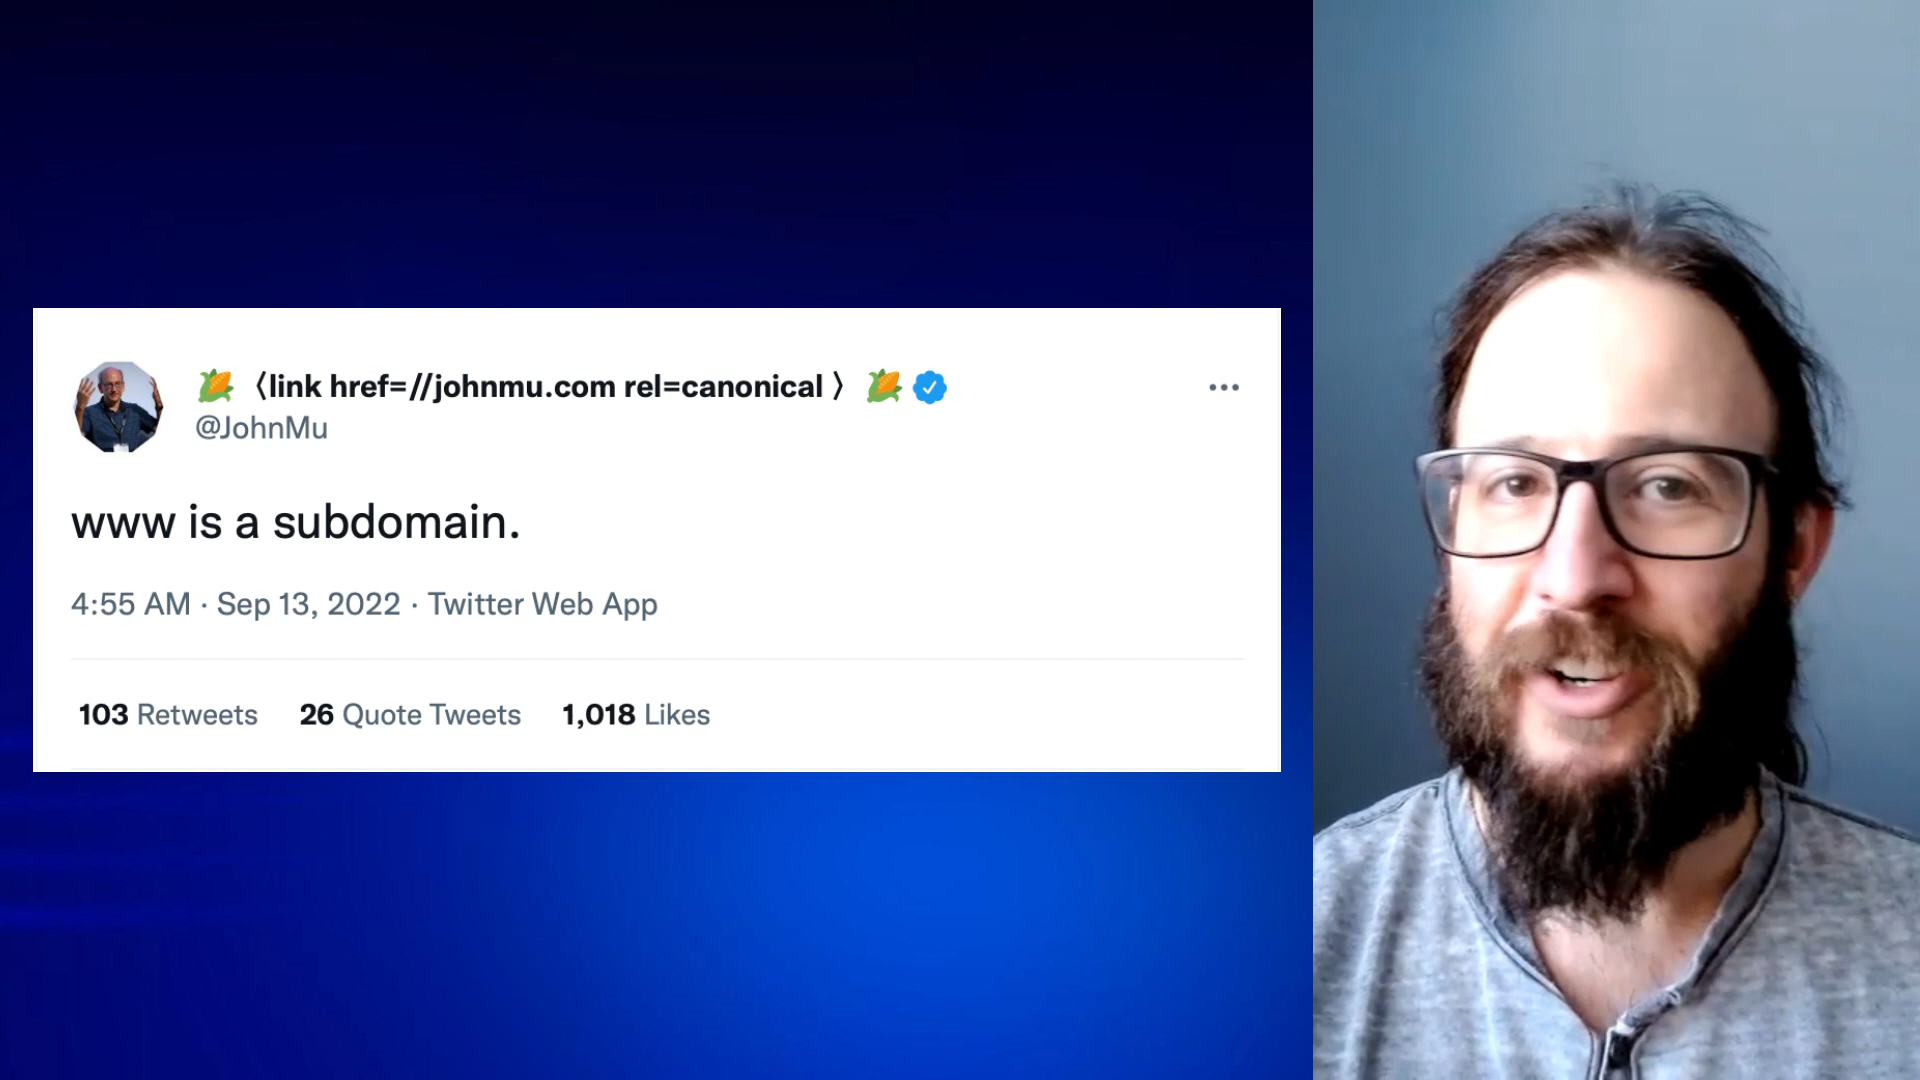 🌽 〈link href=//johnmu.com rel=canonical 〉 🌽
@JohnMu
www is a subdomain.
4:55 AM · Sep 13, 2022 · Twitter Web App
103 Retweets 26 Quote Tweets 1,018 Likes